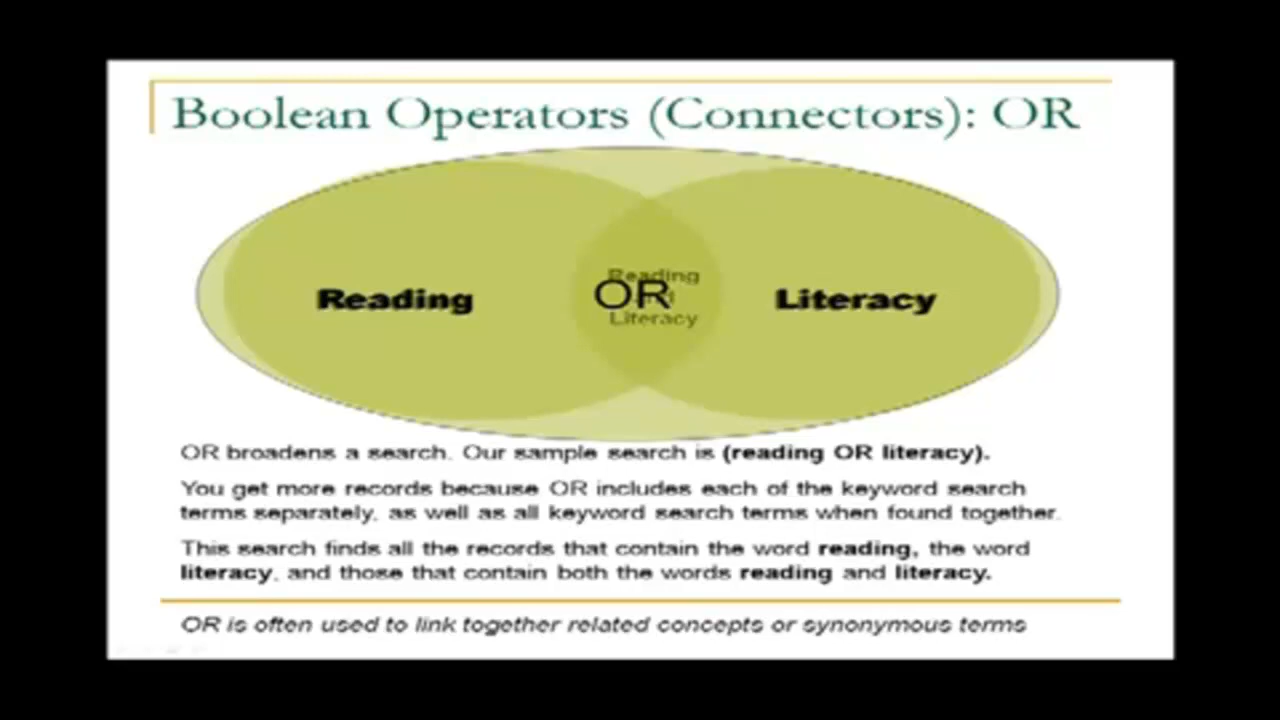 Boolean Operators (Connectors): OR
Reading
Reading
OR
Literacy
Literacy
OR broadens a search. Our sample search is (reading OR literacy).
You get more records because OR includes each of the keyword search
terms separately, as well as all keyword search terms when found together.
This search finds all the records that contain the word reading, the word
literacy, and those that contain both the words reading and literacy.
OR is often used to link together related concepts or synonymous terms